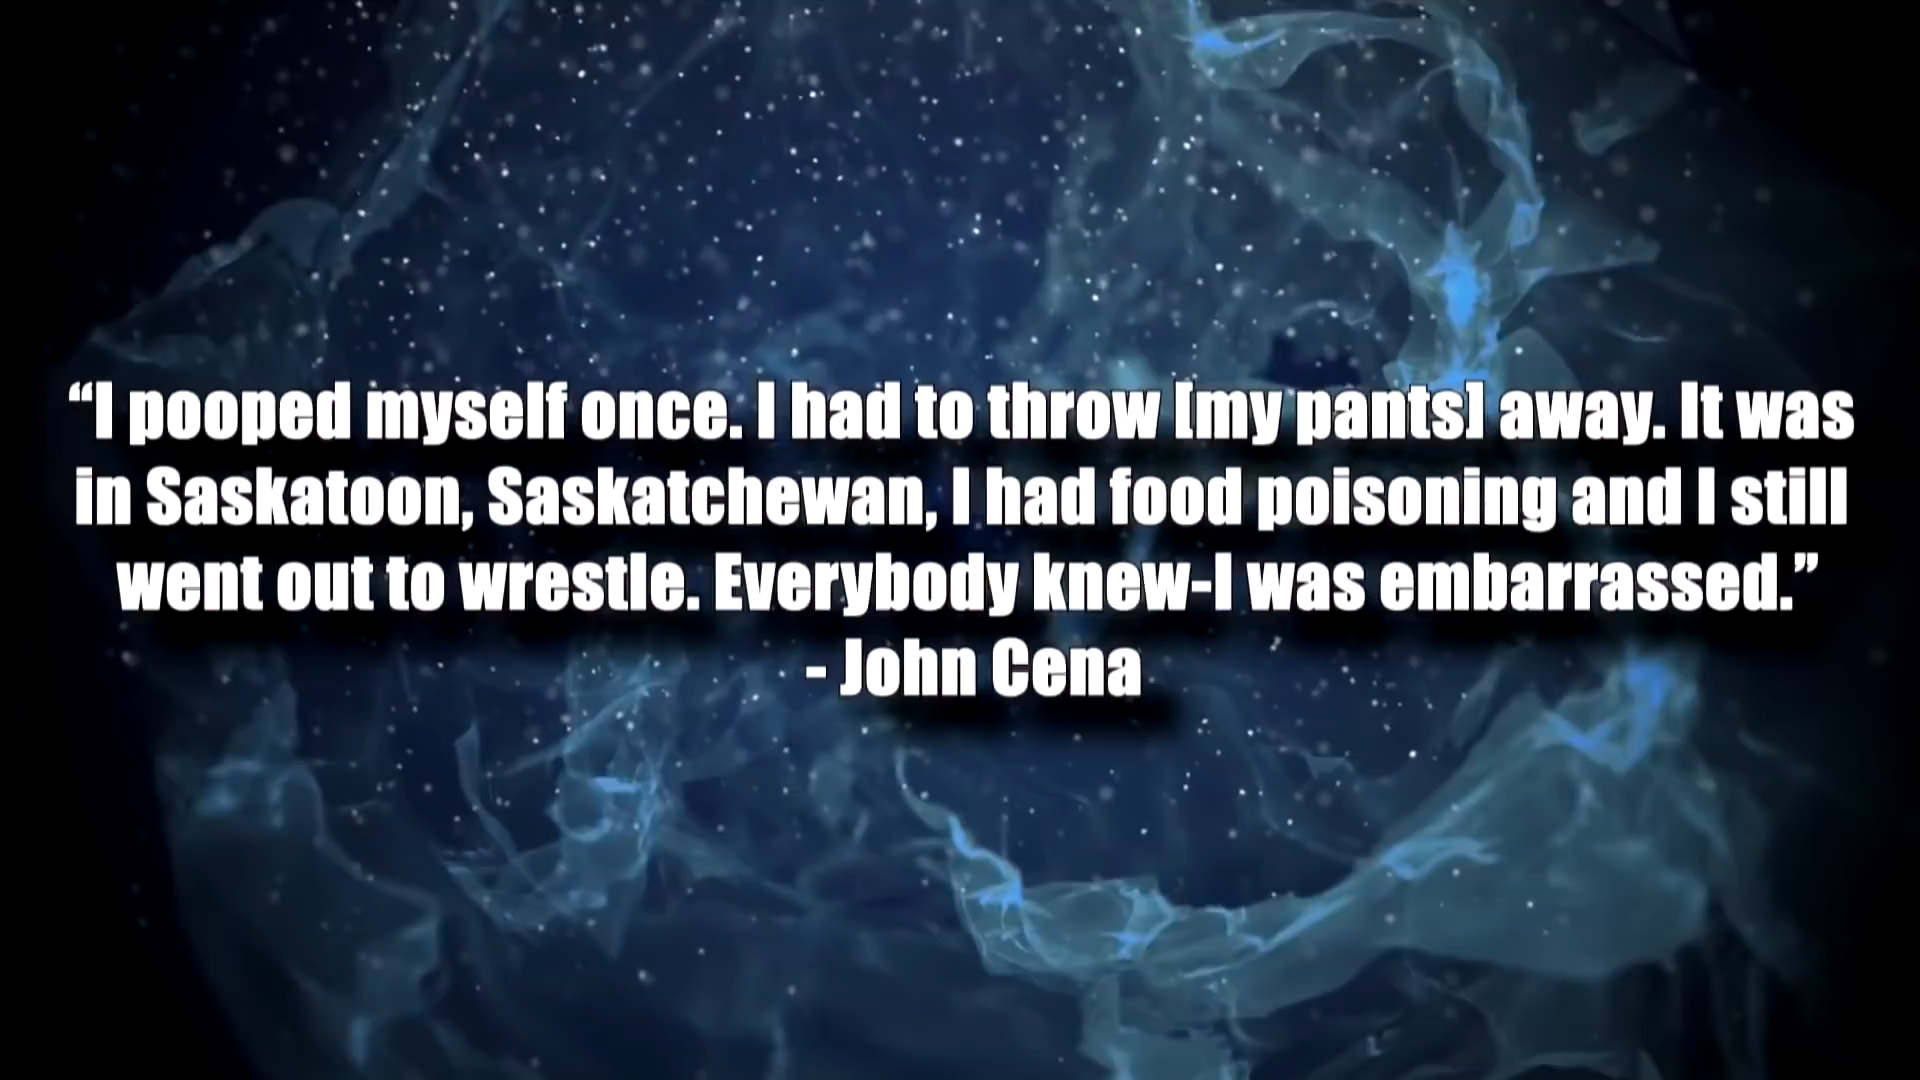 “I pooped myself once. I had to throw [my pants] away. It was
in Saskatoon, Saskatchewan, I had food poisoning and I still
went out to wrestle. Everybody knew-I was embarrassed.”
- John Cena